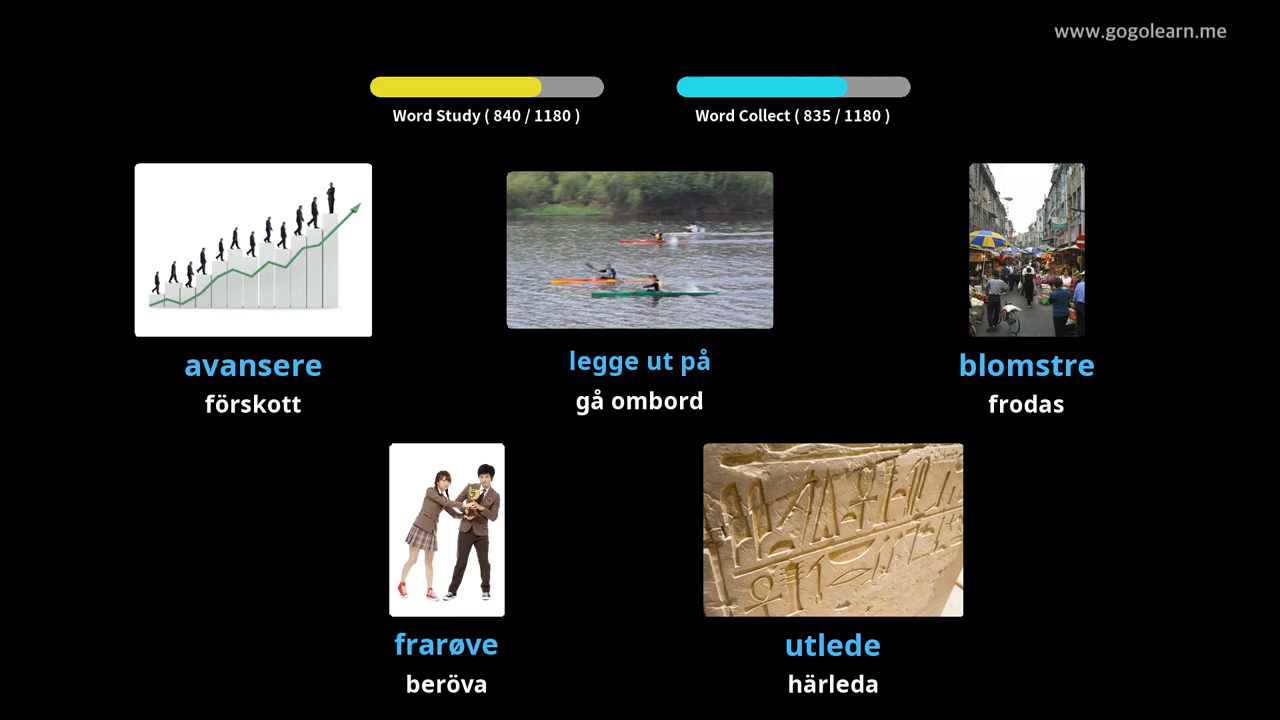 www.gogolearn.me
Word Study ( 840 / 1180 )
Word Collect ( 835 / 1180 )
avansere
förskott
legge ut på
gå ombord
blomstre
frodas
frarøve
beröva
utlede
härleda